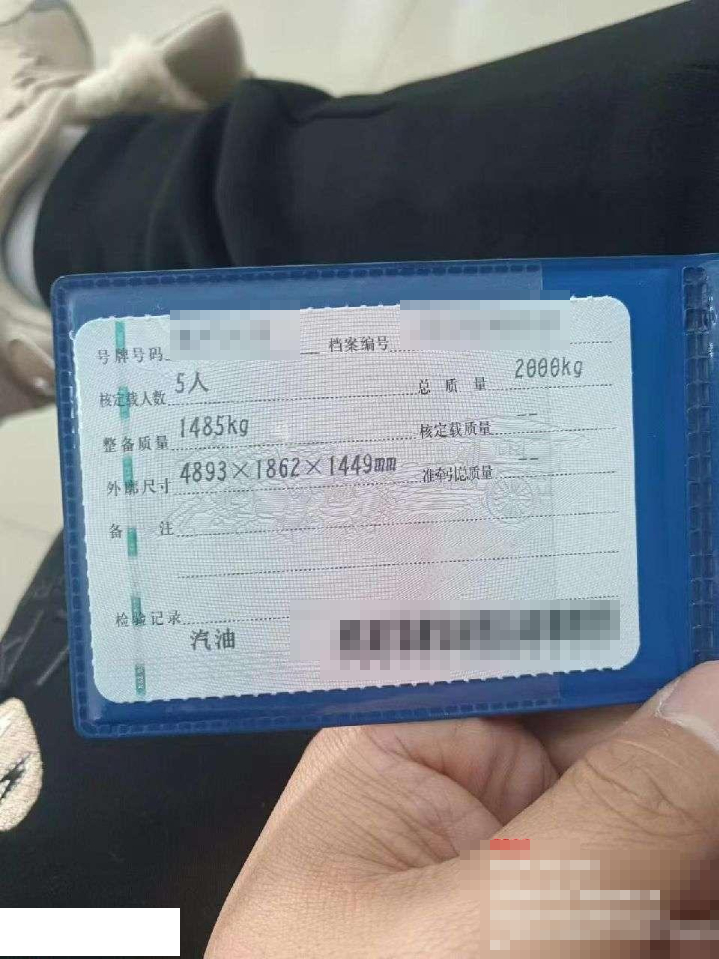 号牌号码 档案编号
核定载人数 5人 总质量 2000kg
整备质量 1485kg 核定载质量 --
外廓尺寸 4893×1862×1449mm 准牵引总质量 --
备注
检验记录
汽油